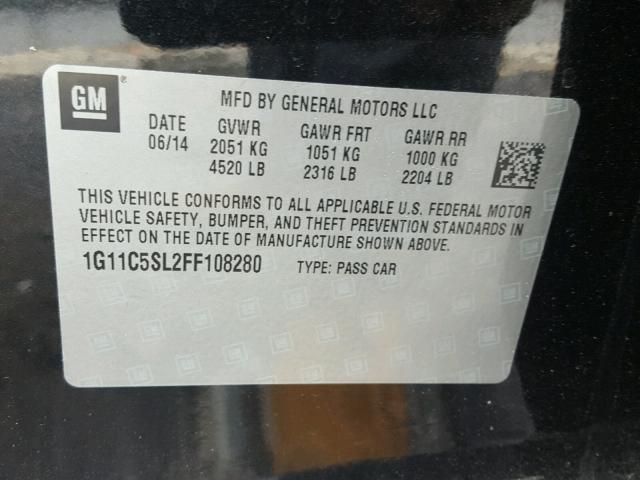 GM ®
MFD BY GENERAL MOTORS LLC
DATE GVWR GAWR FRT GAWR RR
06/14 2051 KG 1051 KG 1000 KG
4520 LB 2316 LB 2204 LB
THIS VEHICLE CONFORMS TO ALL APPLICABLE U.S. FEDERAL MOTOR
VEHICLE SAFETY, BUMPER, AND THEFT PREVENTION STANDARDS IN
EFFECT ON THE DATE OF MANUFACTURE SHOWN ABOVE.
1G11C5SL2FF108280 TYPE: PASS CAR